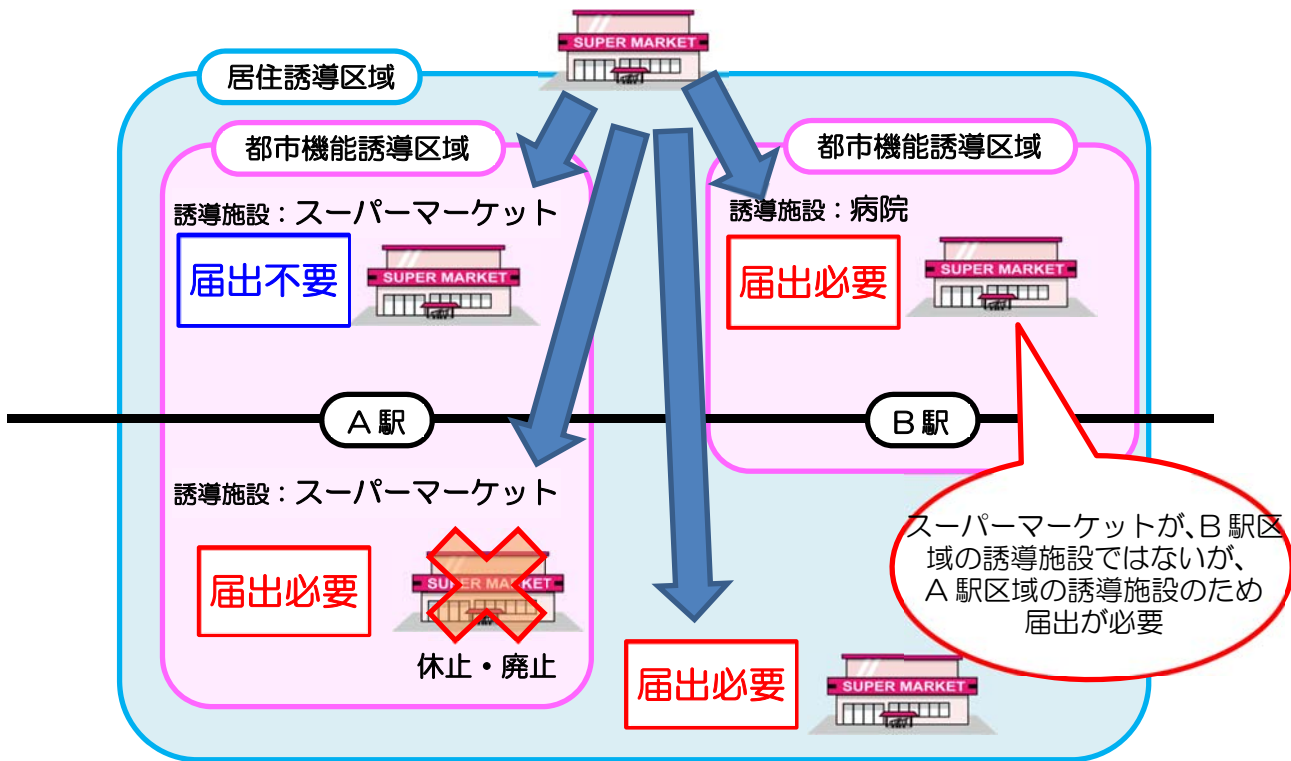 SUPER MARKET
居住誘導区域
都市機能誘導区域
誘導施設：スーパーマーケット
届出不要
SUPER MARKET
都市機能誘導区域
誘導施設：病院
届出必要
SUPER MARKET
A駅
B駅
誘導施設：スーパーマーケット
届出必要
SUPER MARKET
休止・廃止
スーパーマーケットが、B駅区
域の誘導施設ではないが、
A駅区域の誘導施設のため
届出が必要
届出必要
SUPER MARKET